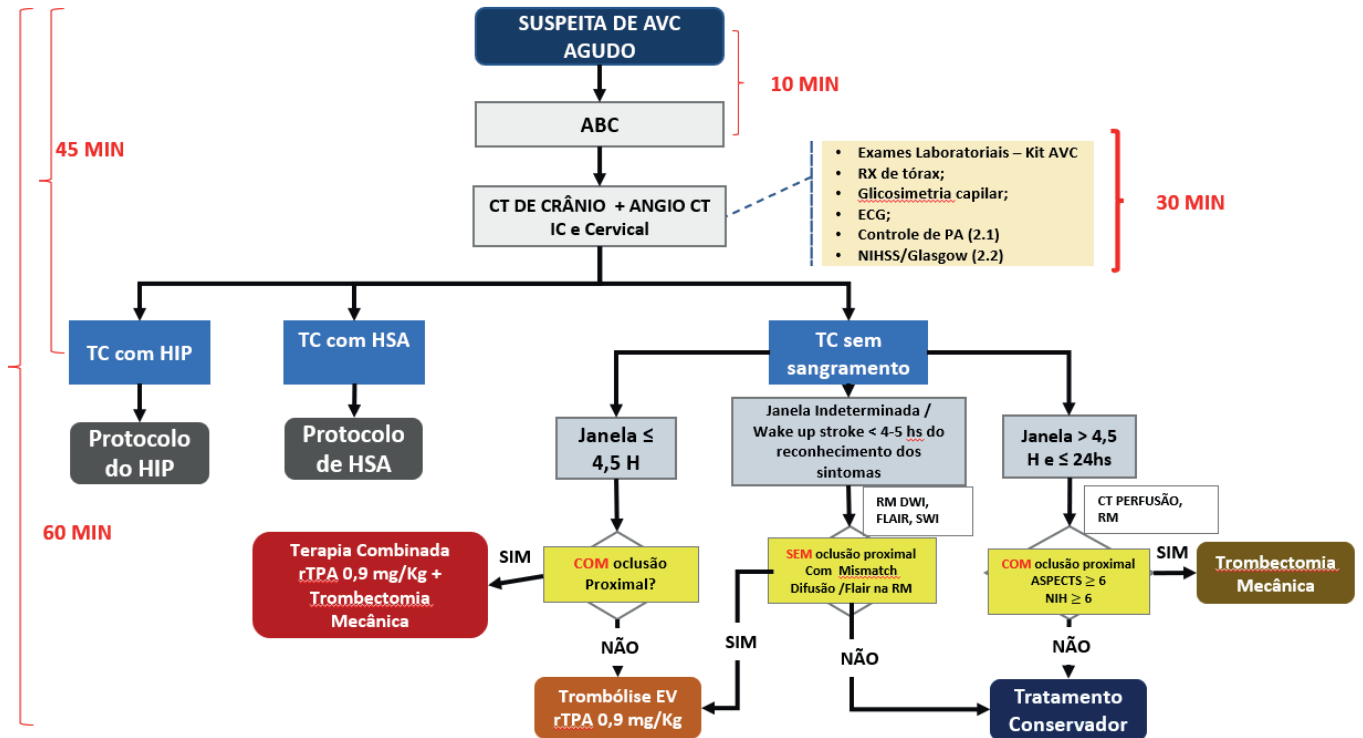 SUSPEITA DE AVC
AGUDO
10 MIN
ABC
45 MIN
• Exames Laboratoriais – Kit AVC
• RX de tórax;
• Glicosimetria capilar;
• ECG;
• Controle de PA (2.1)
• NIHSS/Glasgow (2.2)
30 MIN
CT DE CRÂNIO + ANGIO CT
IC e Cervical
TC com HIP
TC com HSA
TC sem
sangramento
Protocolo
do HIP
Protocolo
de HSA
Janela ≤
4,5 H
Janela Indeterminada /
Wake up stroke < 4-5 hs do
reconhecimento dos
sintomas
Janela > 4,5
H e ≤ 24hs
RM DWI,
FLAIR, SWI
CT PERFUSÃO,
RM
60 MIN
Terapia Combinada
rTPA 0,9 mg/Kg +
Trombectomia
Mecânica
SIM
COM oclusão
Proximal?
SEM oclusão proximal
Com Mismatch
Difusão /Flair na RM
COM oclusão proximal
ASPECTS ≥ 6
NIH ≥ 6
SIM
Trombectomia
Mecânica
NÃO
SIM
NÃO
NÃO
Trombólise EV
rTPA 0,9 mg/Kg
Tratamento
Conservador